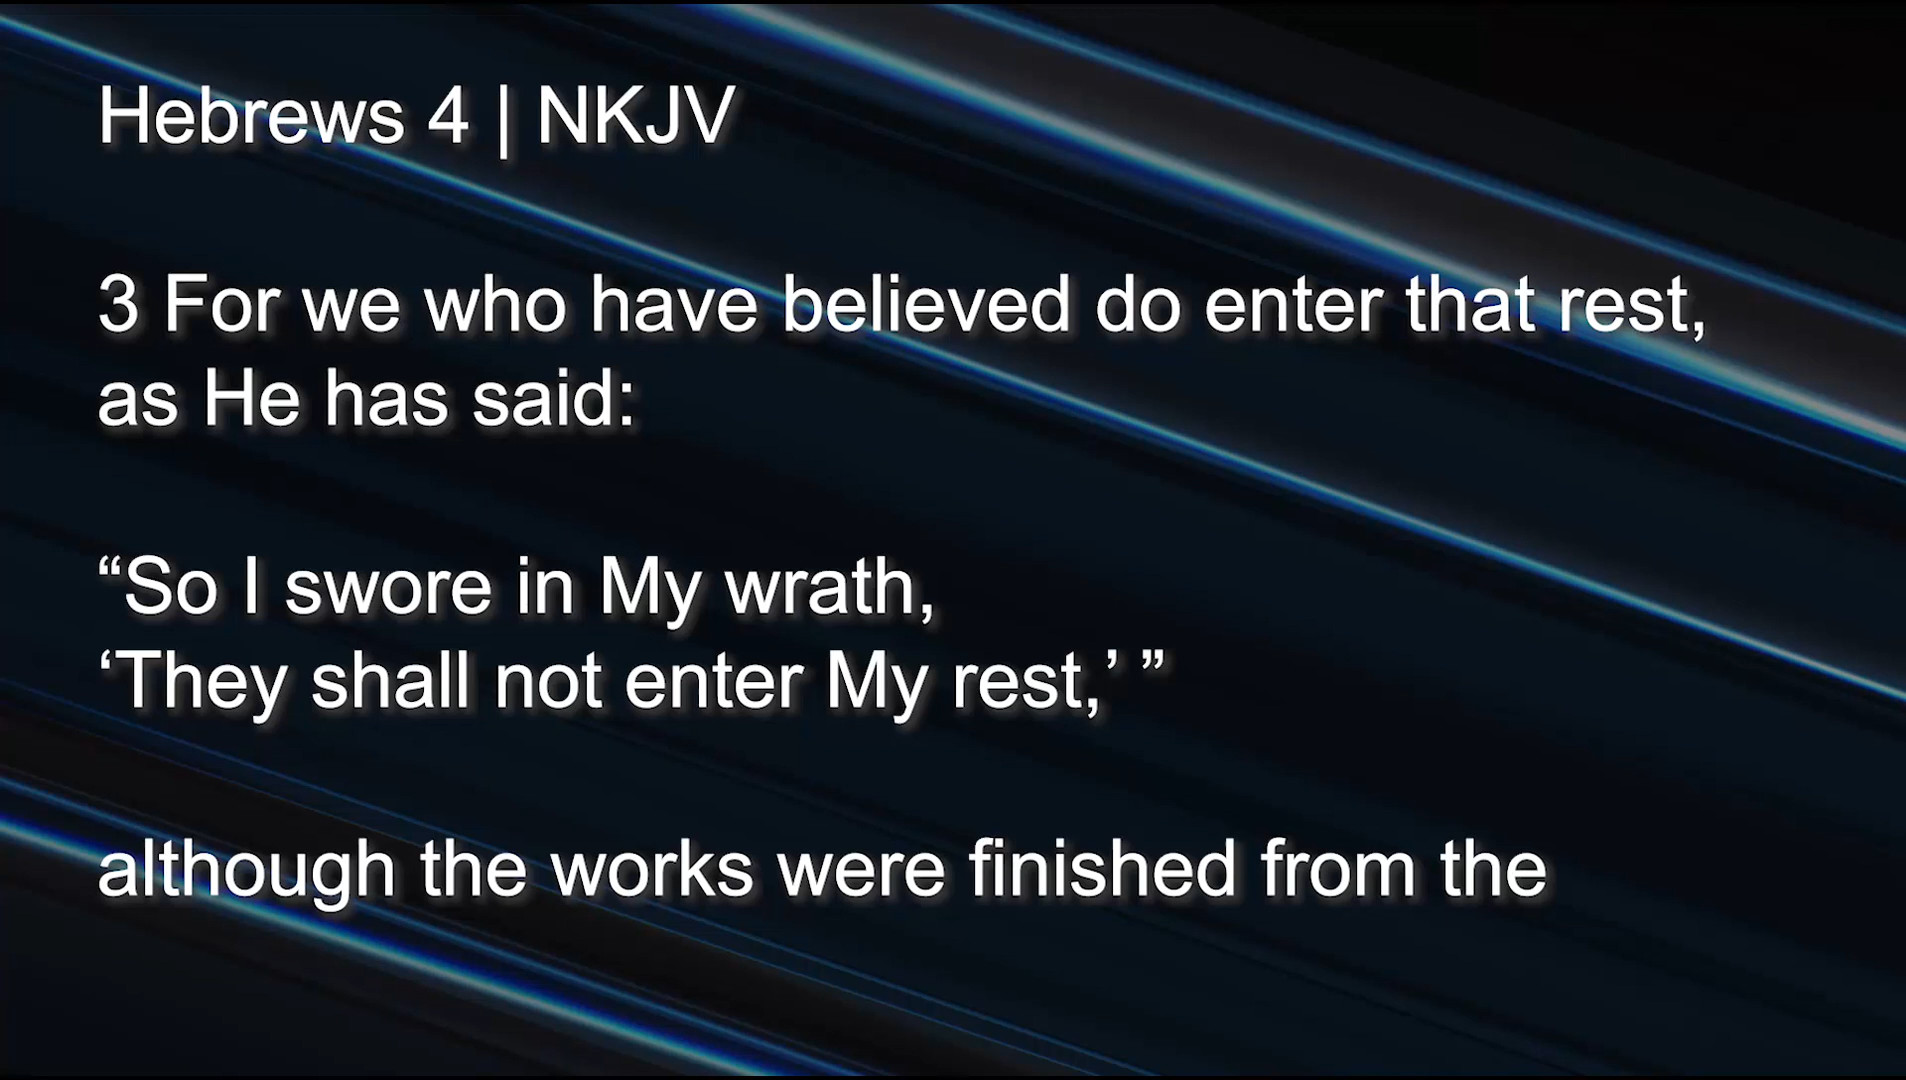 Hebrews 4 | NKJV
3 For we who have believed do enter that rest,
as He has said:
“So I swore in My wrath,
‘They shall not enter My rest,’ ”
although the works were finished from the